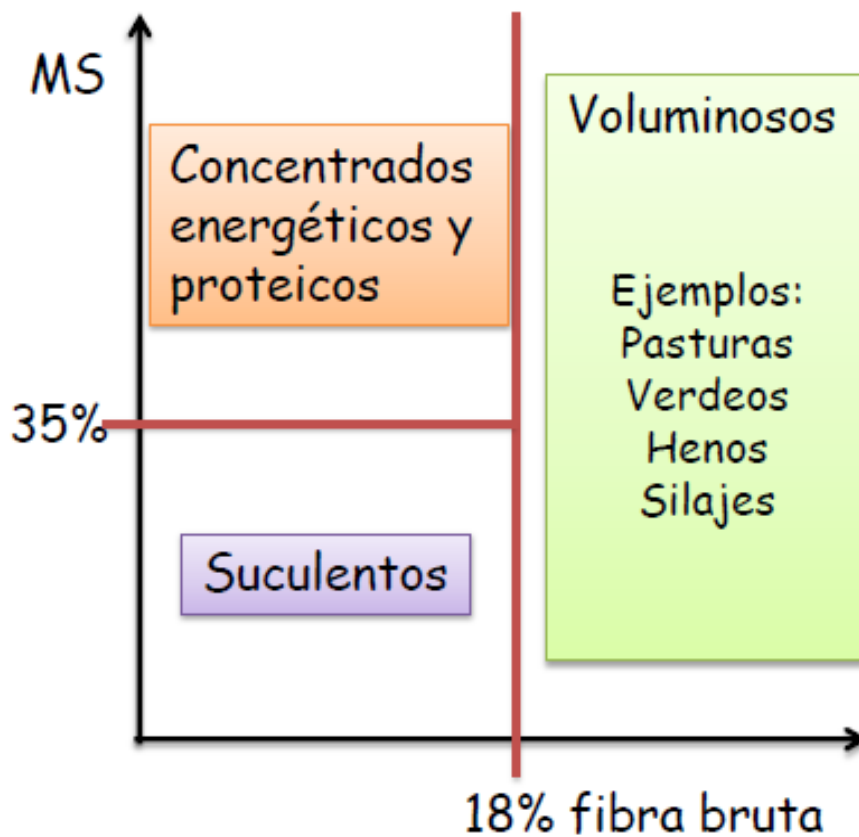 MS
Concentrados
energéticos y
proteicos
Voluminosos
Ejemplos:
Pasturas
Verdeos
Henos
Silajes
35%
Suculentos
18% fibra bruta